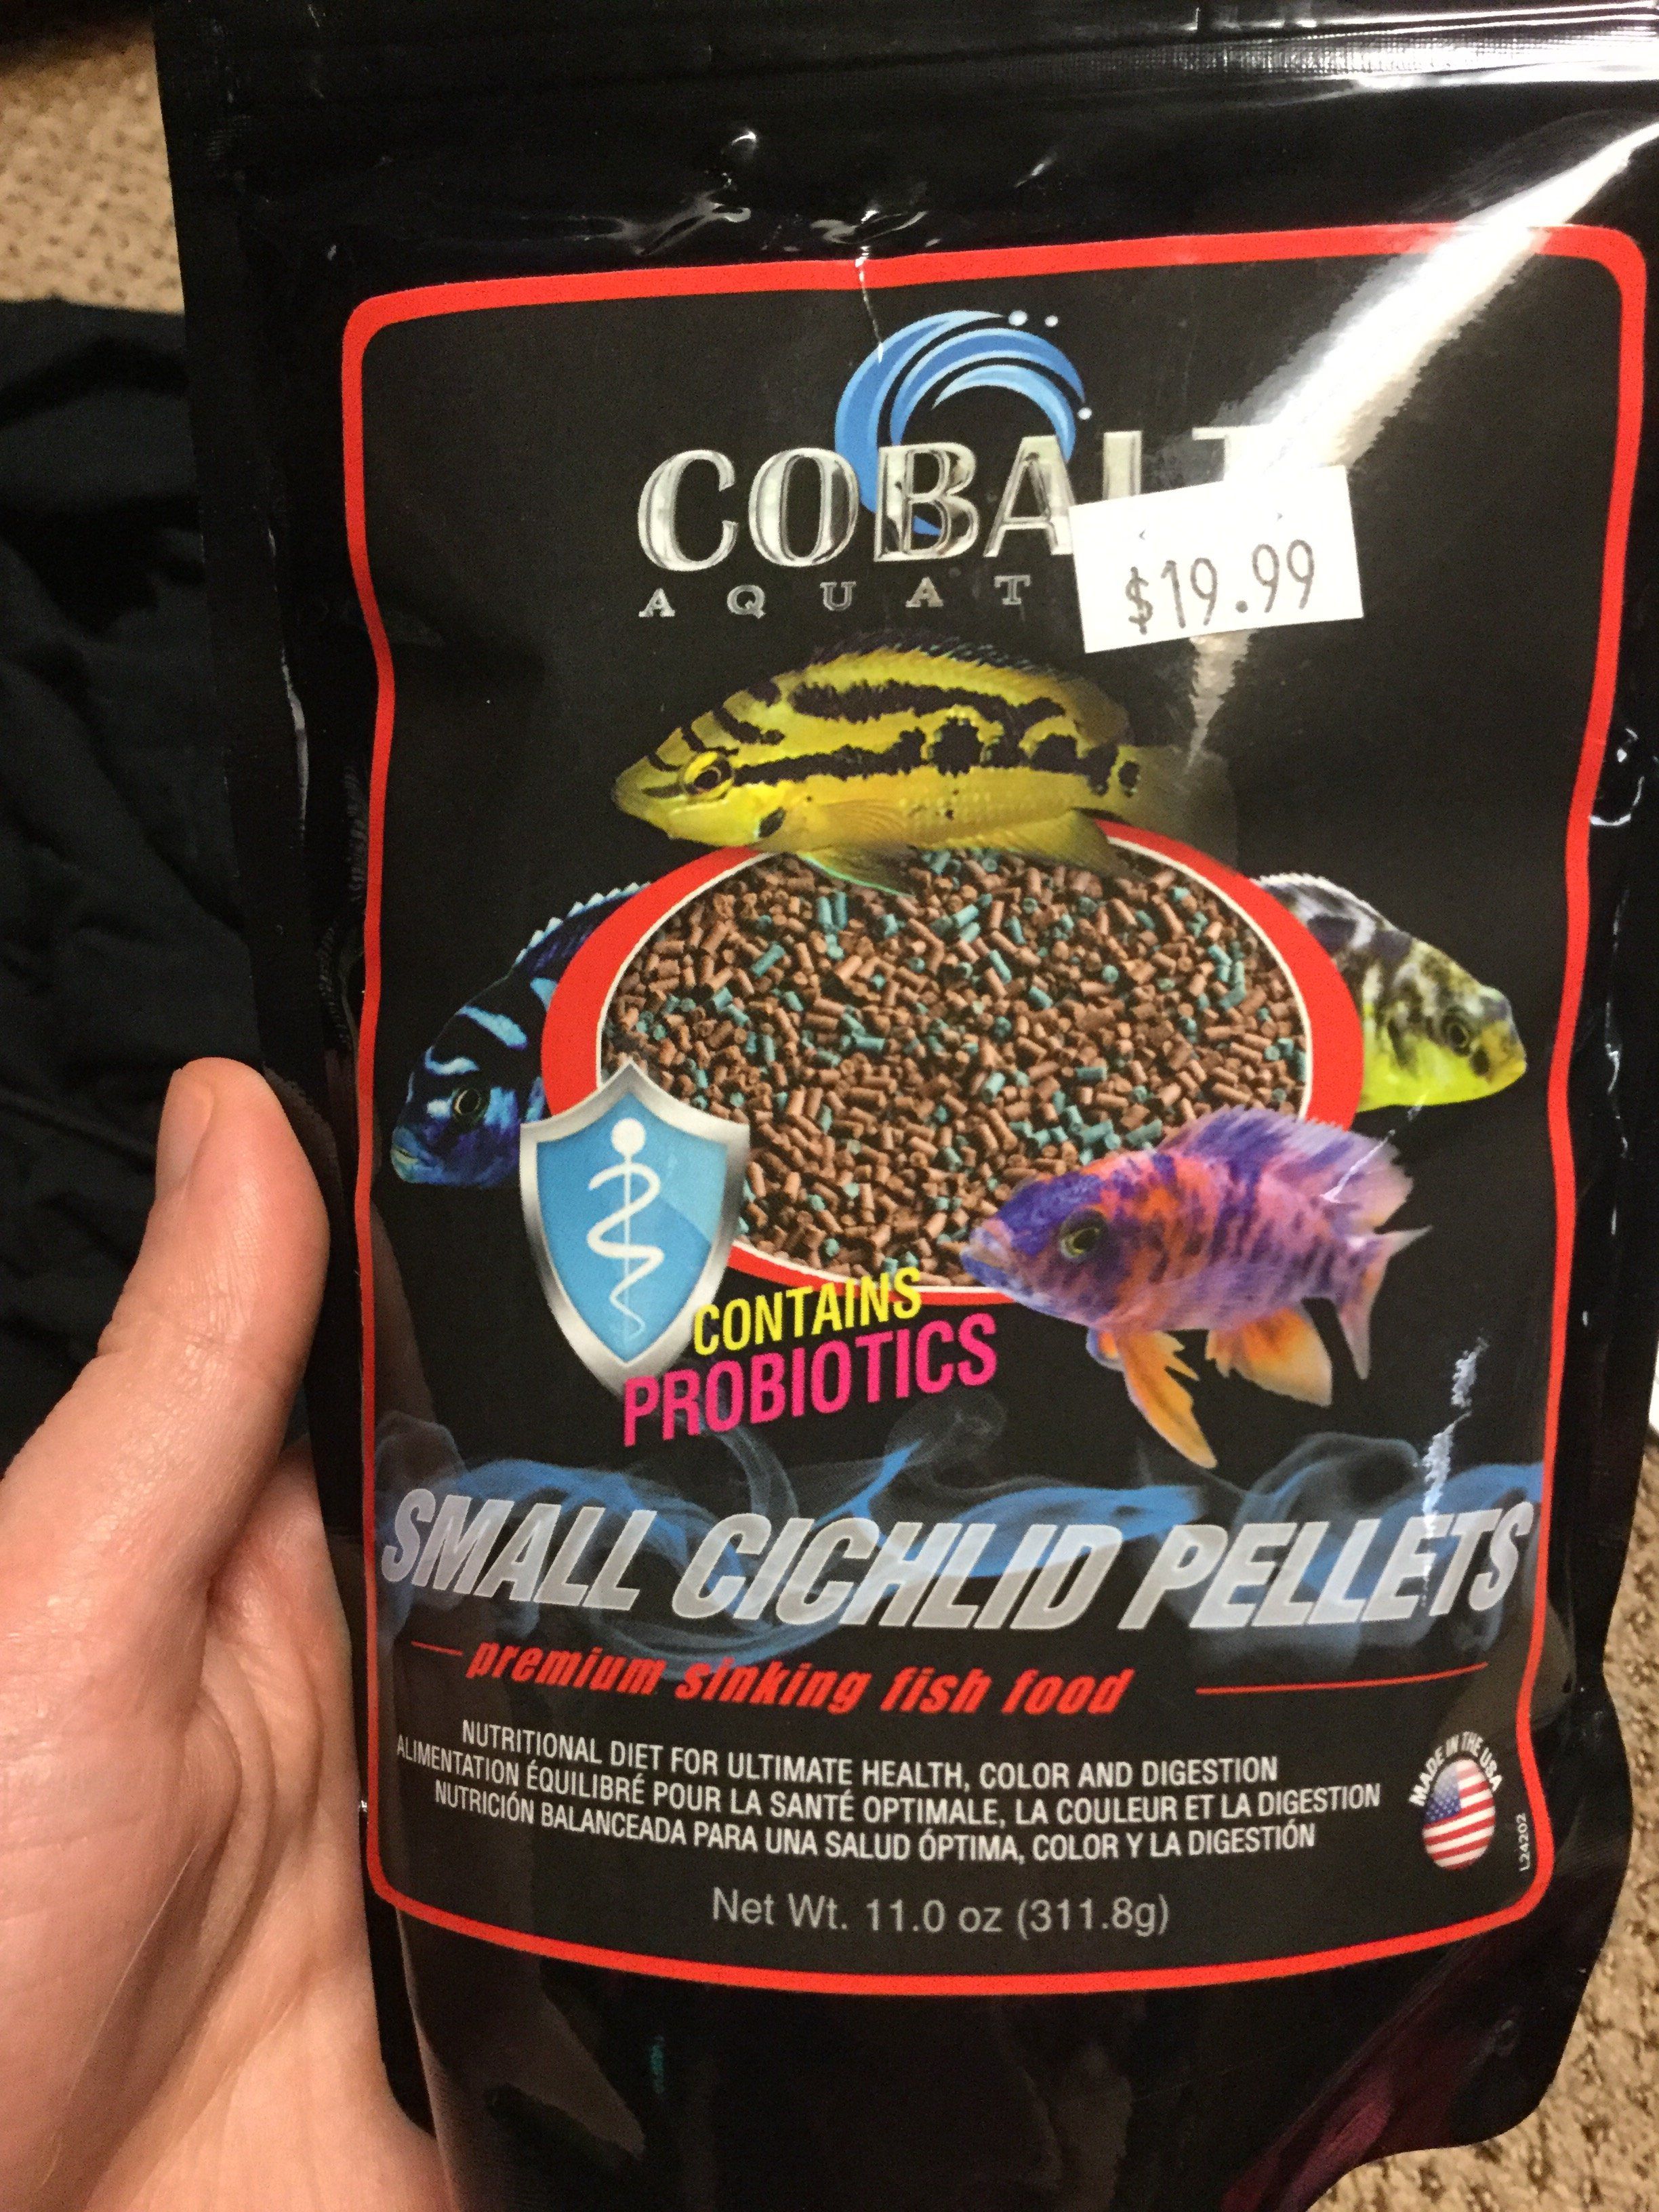 COBALT
AQUAT
$19.99
CONTAINS
PROBIOTICS
SMALL CICHLID PELLETS
premium sinking fish food
NUTRITIONAL DIET FOR ULTIMATE HEALTH, COLOR AND DIGESTION
ALIMENTATION ÉQUILIBRÉ POUR LA SANTÉ OPTIMALE, LA COULEUR ET LA DIGESTION
NUTRICIÓN BALANCEADA PARA UNA SALUD ÓPTIMA, COLOR Y LA DIGESTIÓN
MADE IN THE USA
L24202
Net Wt. 11.0 oz (311.8g)